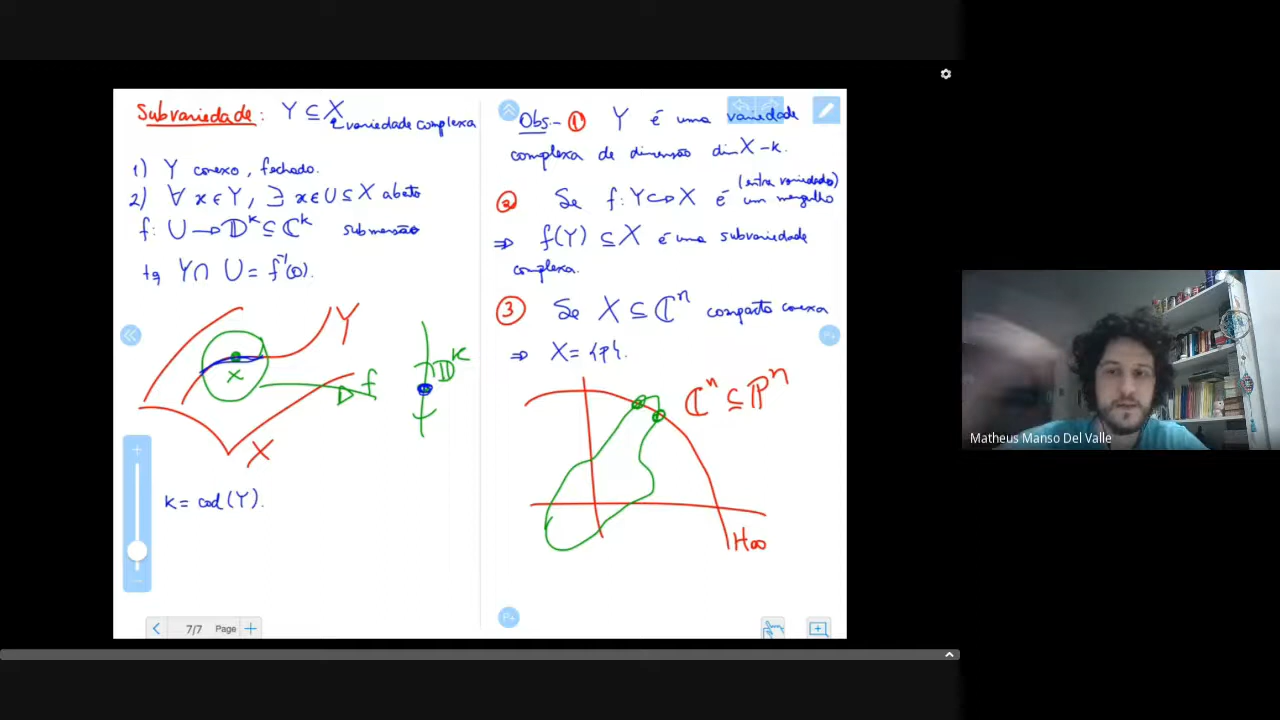 Subvariedade: Y ⊆ X
variedade complexa
1) Y conexo, fechado.
2) ∀ x ∈ Y, ∃ x ∈ U ⊆ X aberto
f: U → 𝔻^k ⊆ ℂ^k submersão
tq Y ∩ U = f⁻¹(0).
Y
x
f
𝔻^k
X
k = cod(Y).
Obs.- ① Y é uma variedade
complexa de dimensão dim X - k.
② Se f: Y ↪ X é um mergulho
(entre variedades)
⇒ f(Y) ⊆ X é uma subvariedade
complexa.
③ Se X ⊆ ℂ^n compacto conexa
⇒ X = {p}.
ℂ^n ⊆ ℙ^n
H∞
7/7 Page
Matheus Manso Del Valle